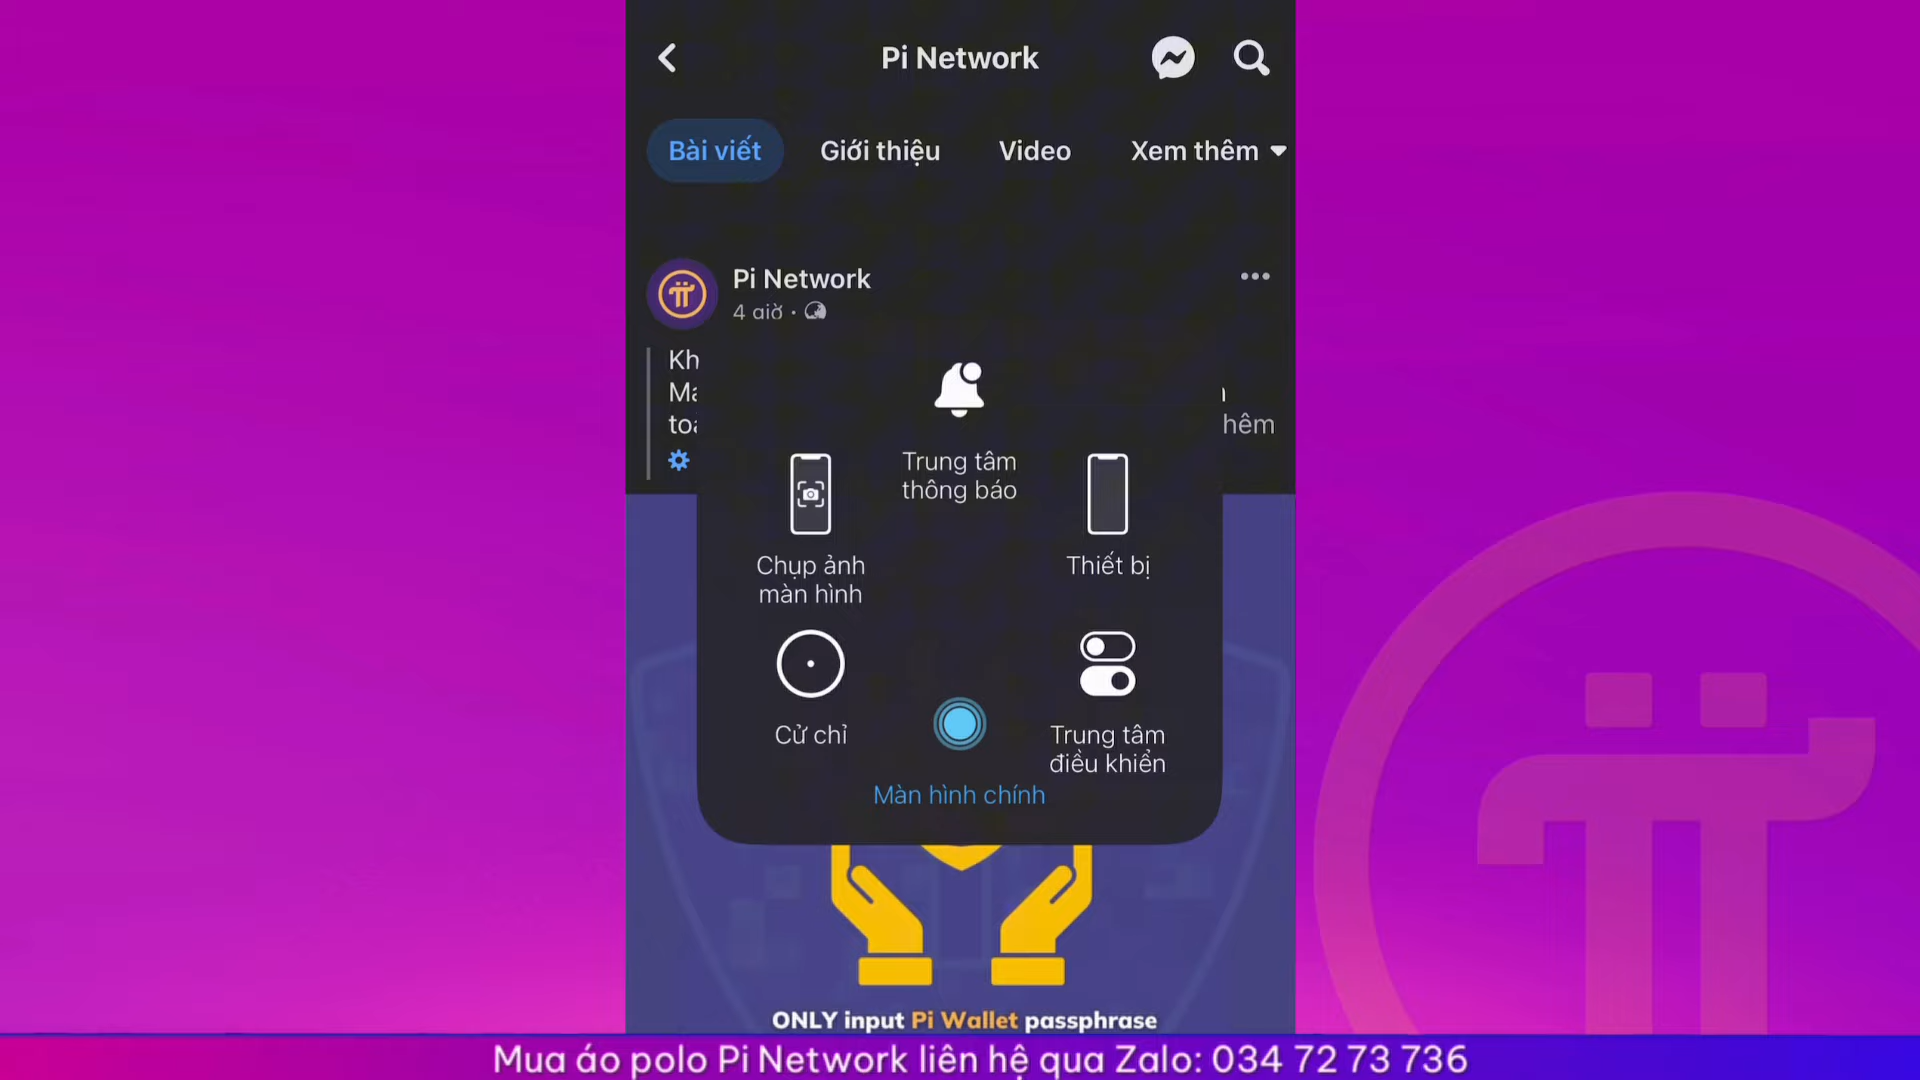 Pi Network
Bài viết
Giới thiệu
Video
Xem thêm
Pi Network
4 giờ
Kh
hêm
Trung tâm
thông báo
Chụp ảnh
màn hình
Thiết bị
Cử chỉ
Trung tâm
điều khiển
Màn hình chính
ONLY input Pi Wallet passphrase
Mua áo polo Pi Network liên hệ qua Zalo: 034 72 73 736